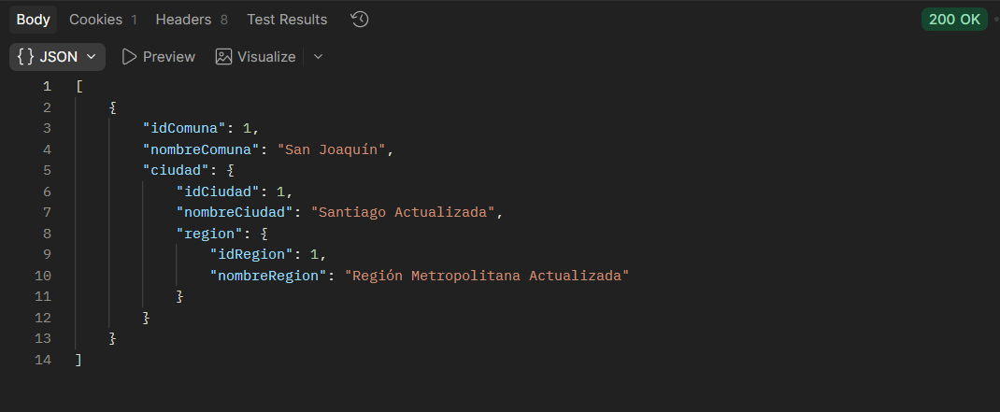 Body Cookies 1 Headers 8 Test Results 200 OK
{} JSON Preview Visualize
1 [
2 {
3 "idComuna": 1,
4 "nombreComuna": "San Joaquín",
5 "ciudad": {
6 "idCiudad": 1,
7 "nombreCiudad": "Santiago Actualizada",
8 "region": {
9 "idRegion": 1,
10 "nombreRegion": "Región Metropolitana Actualizada"
11 }
12 }
13 }
14 ]